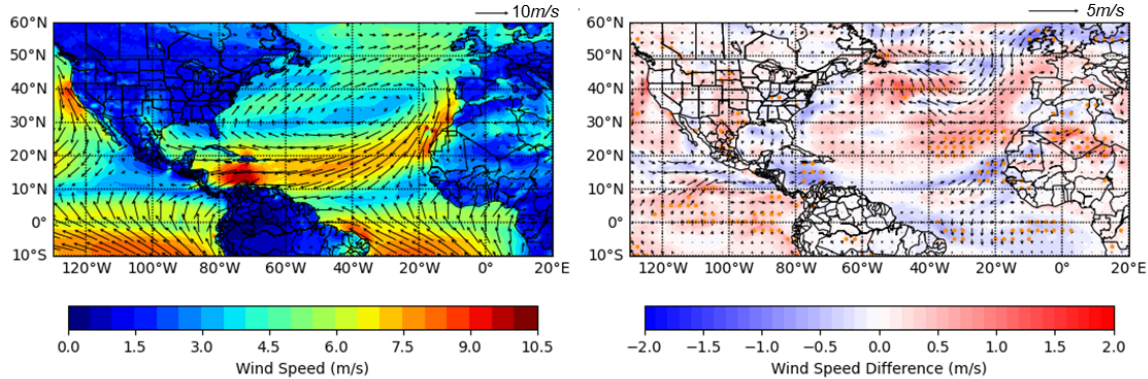 10m/s
5m/s
60°N
50°N
40°N
30°N
20°N
10°N
0°
10°S
120°W 100°W 80°W 60°W 40°W 20°W 0° 20°E
60°N
50°N
40°N
30°N
20°N
10°N
0°
10°S
120°W 100°W 80°W 60°W 40°W 20°W 0° 20°E
0.0 1.5 3.0 4.5 6.0 7.5 9.0 10.5
Wind Speed (m/s)
−2.0 −1.5 −1.0 −0.5 0.0 0.5 1.0 1.5 2.0
Wind Speed Difference (m/s)